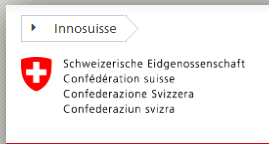 Innosuisse
Schweizerische Eidgenossenschaft
Confédération suisse
Confederazione Svizzera
Confederaziun svizra